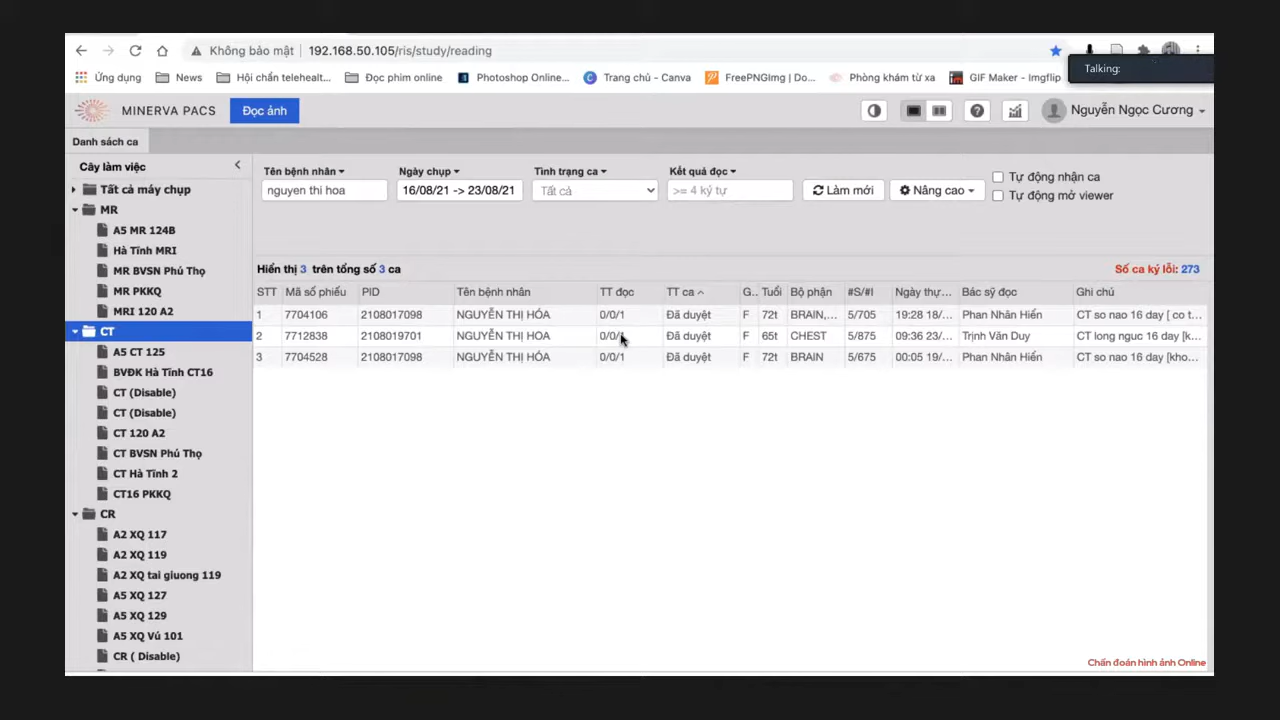 Không bảo mật 192.168.50.105/ris/study/reading
Ứng dụng News Hội chẩn telehealt... Đọc phim online Photoshop Online... Trang chủ - Canva FreePNGImg | Do... Phòng khám từ xa GIF Maker - Imgflip
Talking:
MINERVA PACS Đọc ảnh Nguyễn Ngọc Cương
Danh sách ca
Cây làm việc
Tất cả máy chụp
MR
A5 MR 124B
Hà Tĩnh MRI
MR BVSN Phú Thọ
MR PKKQ
MRI 120 A2
CT
A5 CT 125
BVĐK Hà Tĩnh CT16
CT (Disable)
CT (Disable)
CT 120 A2
CT BVSN Phú Thọ
CT Hà Tĩnh 2
CT16 PKKQ
CR
A2 XQ 117
A2 XQ 119
A2 XQ tai giuong 119
A5 XQ 127
A5 XQ 129
A5 XQ Vú 101
CR ( Disable)
Tên bệnh nhân Ngày chụp Tình trạng ca Kết quả đọc
nguyen thi hoa 16/08/21 -> 23/08/21 Tất cả >= 4 ký tự Làm mới Nâng cao
Tự động nhận ca
Tự động mở viewer
Hiển thị 3 trên tổng số 3 ca Số ca ký lỗi: 273
STT Mã số phiếu PID Tên bệnh nhân TT đọc TT ca G.. Tuổi Bộ phận #S/#I Ngày thự... Bác sỹ đọc Ghi chú
1 7704106 2108017098 NGUYỄN THỊ HÓA 0/0/1 Đã duyệt F 72t BRAIN,... 5/705 19:28 18/... Phan Nhân Hiển CT so nao 16 day [ co t...
2 7712838 2108019701 NGUYỄN THỊ HÒA 0/0/1 Đã duyệt F 65t CHEST 5/875 09:36 23/... Trịnh Văn Duy CT long nguc 16 day [k...
3 7704528 2108017098 NGUYỄN THỊ HÓA 0/0/1 Đã duyệt F 72t BRAIN 5/675 00:05 19/... Phan Nhân Hiển CT so nao 16 day [kho...
Chẩn đoán hình ảnh Online